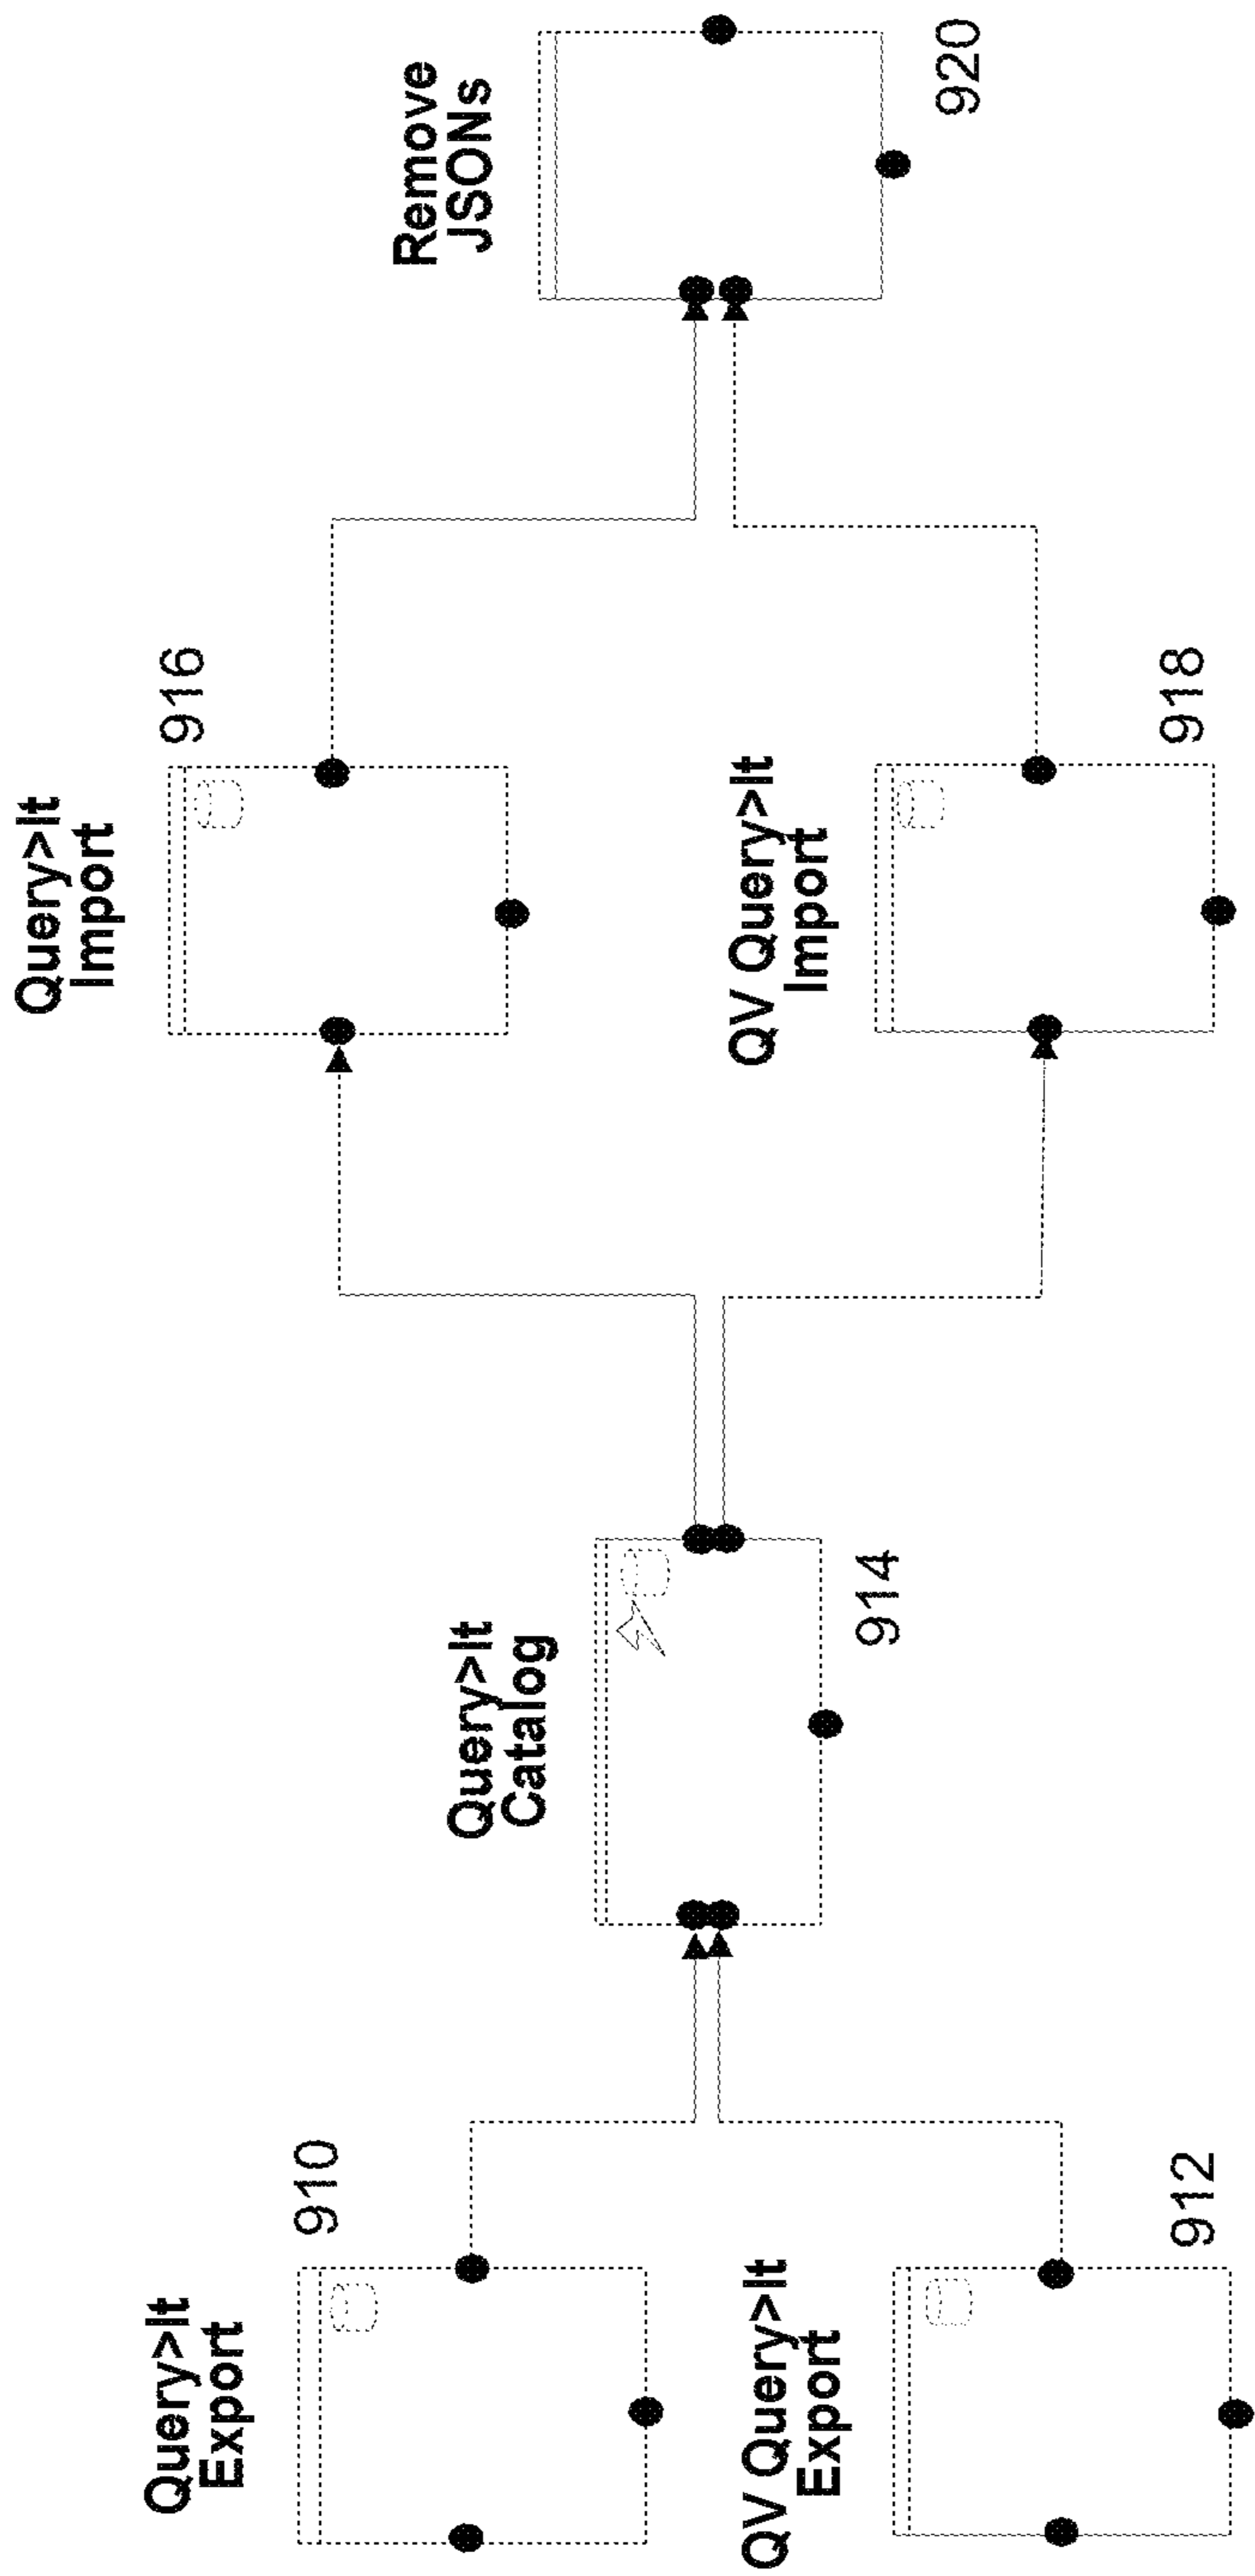 Query>It
Export
910
QV Query>It
Export
912
Query>It
Catalog
914
Query>It
Import
916
QV Query>It
Import
918
Remove
JSONs
920